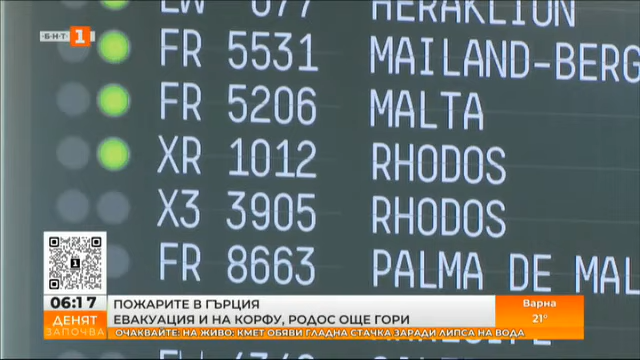 EW 677 HERAKLION
FR 5531 MAILAND-BERG
FR 5206 MALTA
XR 1012 RHODOS
X3 3905 RHODOS
FR 8663 PALMA DE MAL
БНТ 1
06:17
ДЕНЯТ ЗАПОЧВА
ПОЖАРИТЕ В ГЪРЦИЯ
ЕВАКУАЦИЯ И НА КОРФУ, РОДОС ОЩЕ ГОРИ
Варна
21°
ОЧАКВАЙТЕ: НА ЖИВО: КМЕТ ОБЯВИ ГЛАДНА СТАЧКА ЗАРАДИ ЛИПСА НА ВОДА